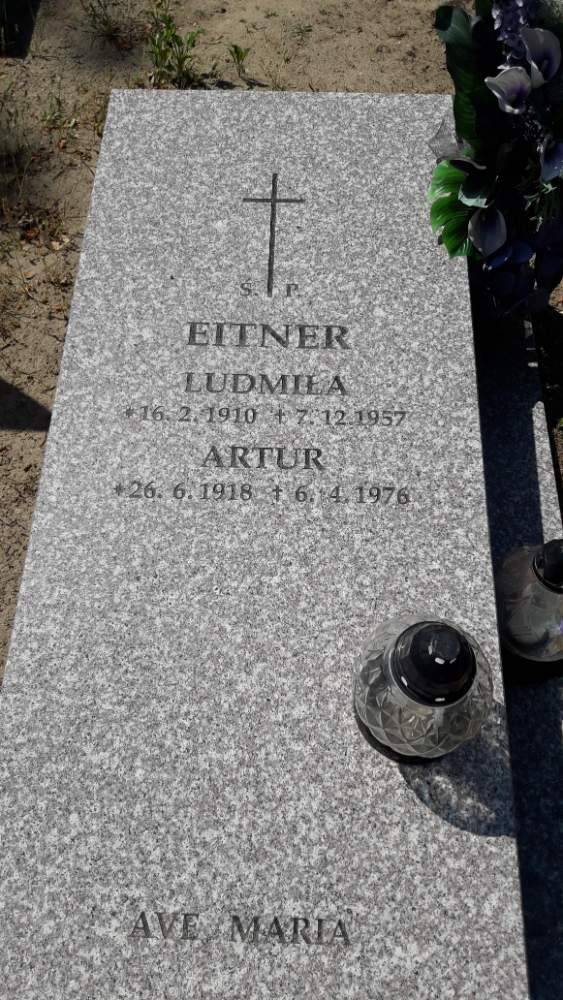 S. P.
EITNER
LUDMIŁA
*16. 2. 1910 † 7. 12. 1957
ARTUR
*26. 6. 1918 † 6. 4. 1976
AVE MARIA